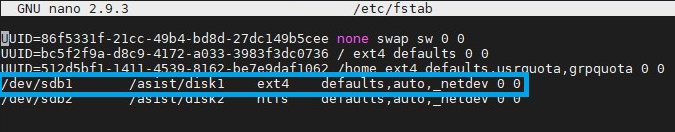 GNU nano 2.9.3 /etc/fstab
UUID=86f5331f-21cc-49b4-bd8d-27dc149b5cee none swap sw 0 0
UUID=bc5f2f9a-d8c9-4172-a033-3983f3dc0736 / ext4 defaults 0 0
UUID=512d5bf1-1411-4539-8162-be7e9daf1062 /home ext4 defaults,usrquota,grpquota 0 0
/dev/sdb1 /asist/disk1 ext4 defaults,auto,_netdev 0 0
/dev/sdb2 /asist/disk2 ntfs defaults,auto,_netdev 0 0